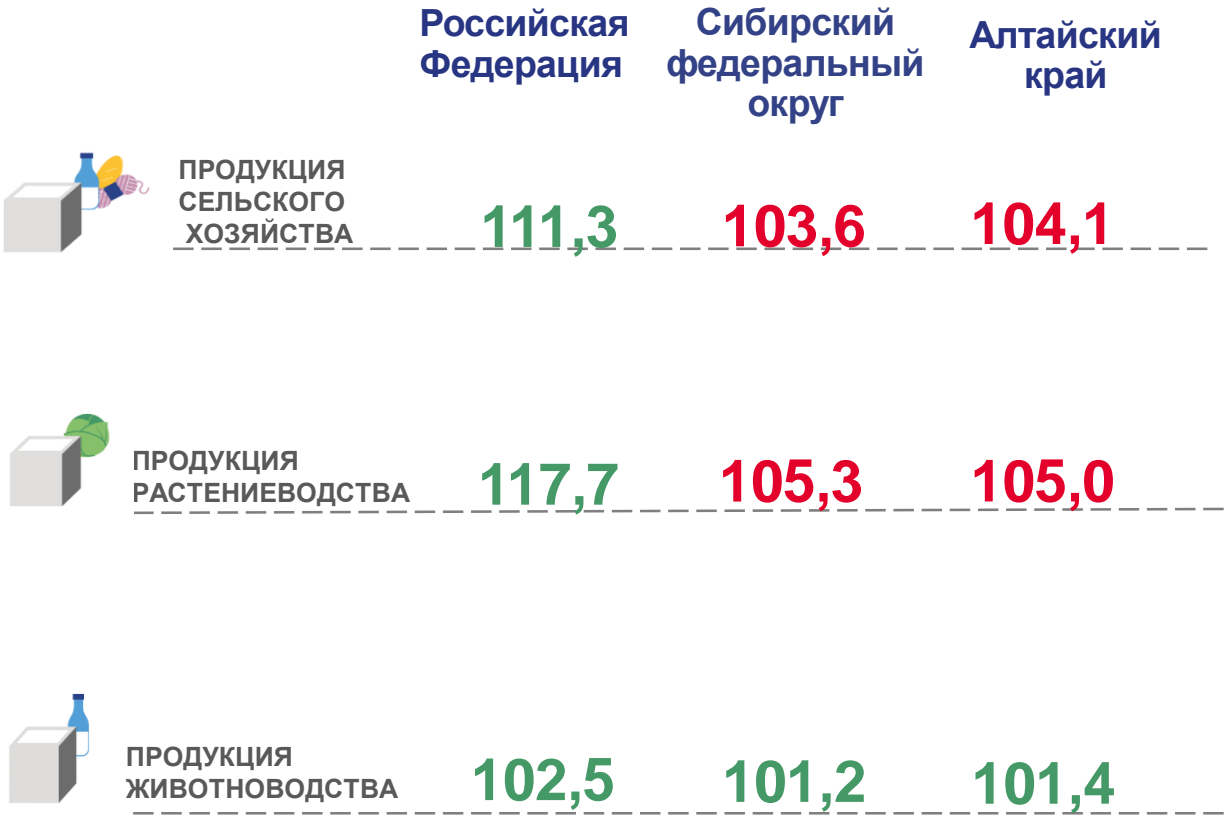 Российская
Федерация
Сибирский
федеральный
округ
Алтайский
край
ПРОДУКЦИЯ
СЕЛЬСКОГО
ХОЗЯЙСТВА
111,3
103,6
104,1
ПРОДУКЦИЯ
РАСТЕНИЕВОДСТВА
117,7
105,3
105,0
ПРОДУКЦИЯ
ЖИВОТНОВОДСТВА
102,5
101,2
101,4